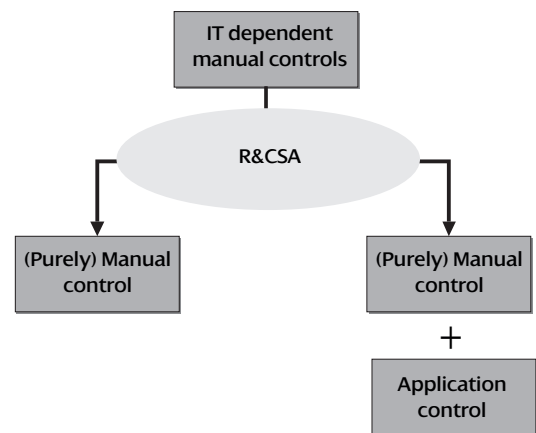 IT dependent
manual controls
R&CSA
(Purely) Manual
control
(Purely) Manual
control
+
Application
control